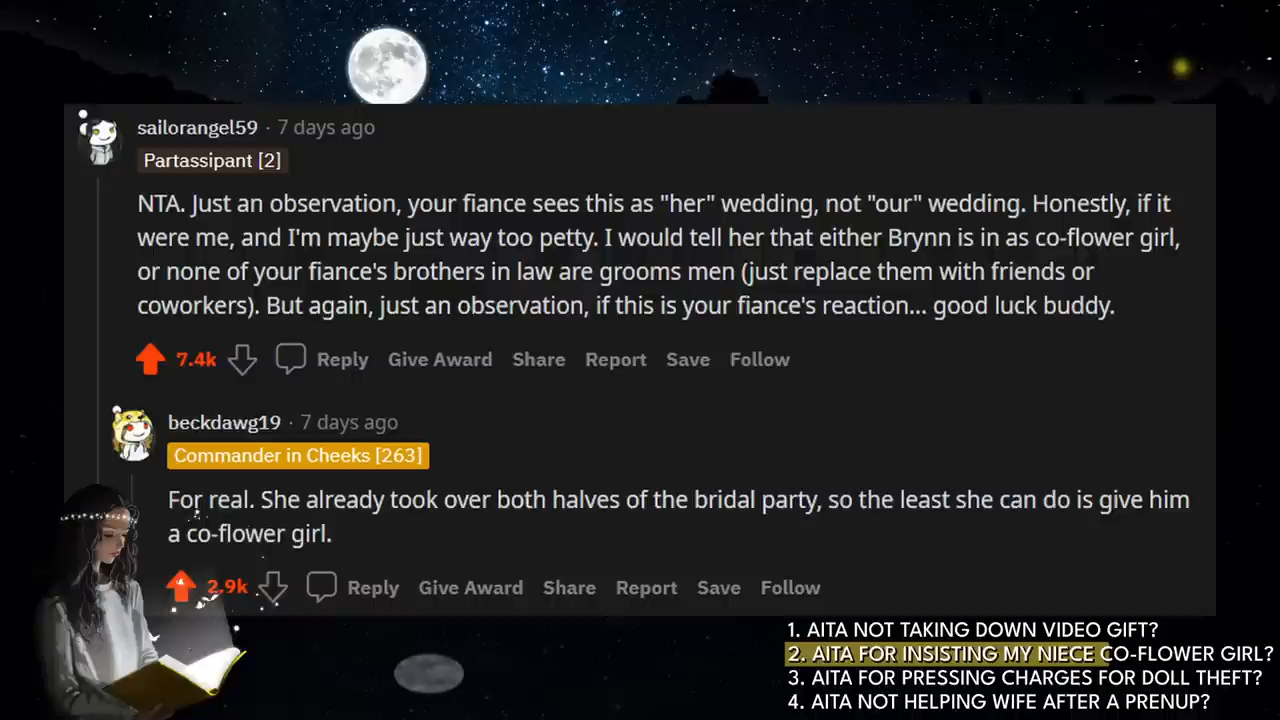 sailorangel59 · 7 days ago
Partassipant [2]
NTA. Just an observation, your fiance sees this as "her" wedding, not "our" wedding. Honestly, if it
were me, and I'm maybe just way too petty. I would tell her that either Brynn is in as co-flower girl,
or none of your fiance's brothers in law are grooms men (just replace them with friends or
coworkers). But again, just an observation, if this is your fiance's reaction... good luck buddy.
7.4k Reply Give Award Share Report Save Follow
beckdawg19 · 7 days ago
Commander in Cheeks [263]
For real. She already took over both halves of the bridal party, so the least she can do is give him
a co-flower girl.
2.9k Reply Give Award Share Report Save Follow
1. AITA NOT TAKING DOWN VIDEO GIFT?
2. AITA FOR INSISTING MY NIECE CO-FLOWER GIRL?
3. AITA FOR PRESSING CHARGES FOR DOLL THEFT?
4. AITA NOT HELPING WIFE AFTER A PRENUP?